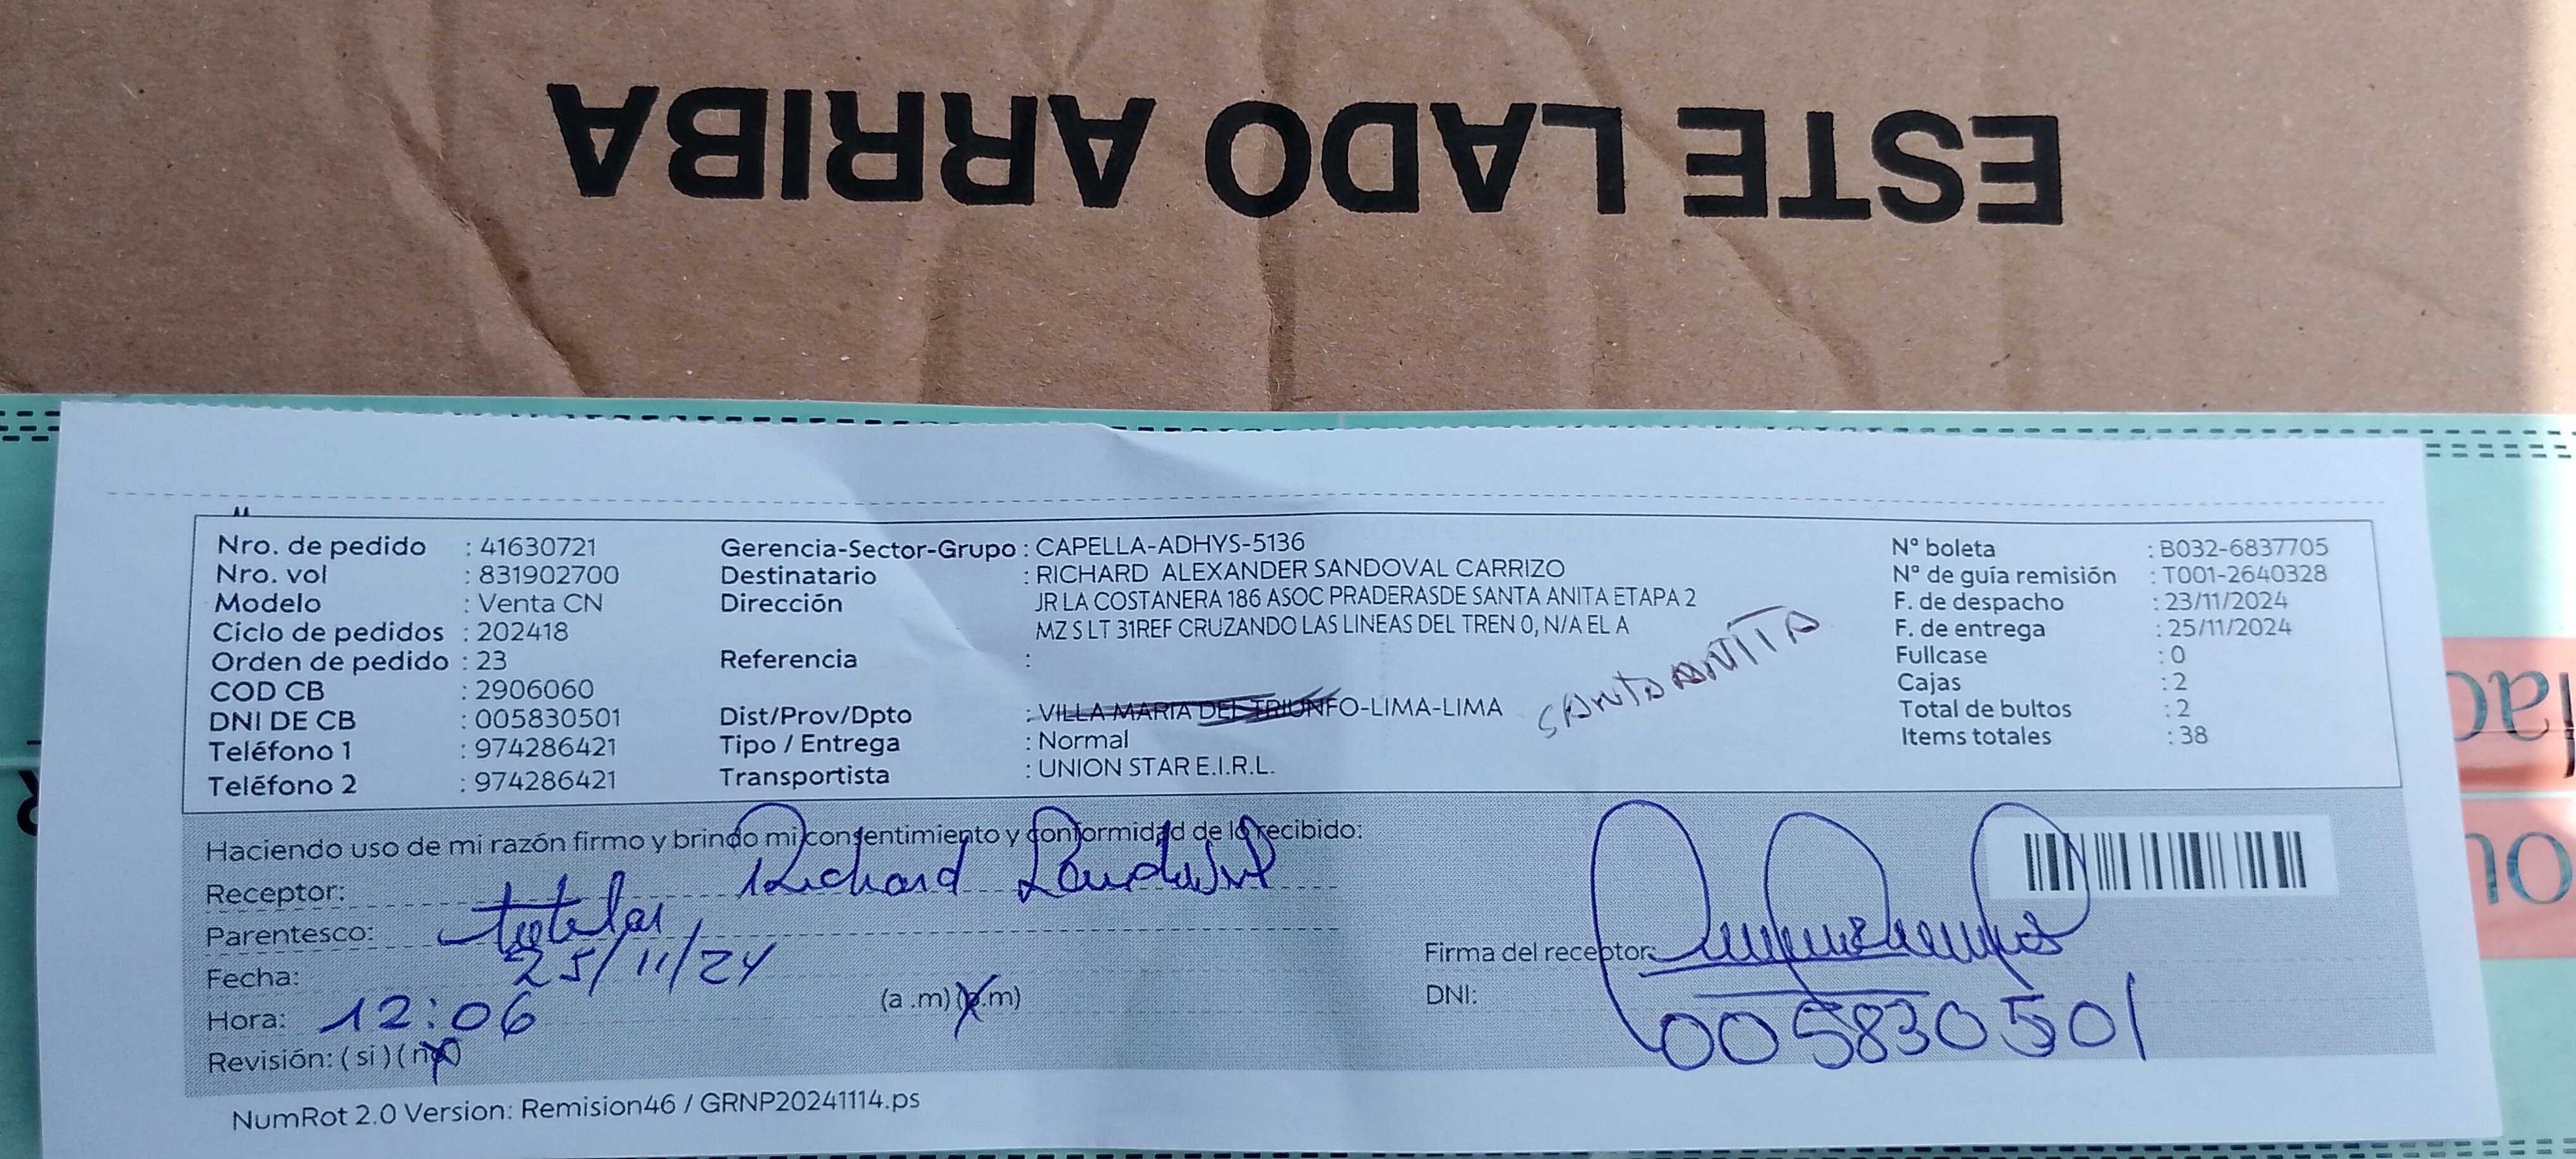 ESTE LADO ARRIBA
Nro. de pedido : 41630721
Nro. vol : 831902700
Modelo : Venta CN
Ciclo de pedidos : 202418
Orden de pedido : 23
COD CB : 2906060
DNI DE CB : 005830501
Teléfono 1 : 974286421
Teléfono 2 : 974286421
Gerencia-Sector-Grupo : CAPELLA-ADHYS-5136
Destinatario : RICHARD ALEXANDER SANDOVAL CARRIZO
Dirección JR LA COSTANERA 186 ASOC PRADERASDE SANTA ANITA ETAPA 2
MZ S LT 31REF CRUZANDO LAS LINEAS DEL TREN 0, N/A EL A
Referencia :
SANTA ANITA
Dist/Prov/Dpto : VILLA MARIA DEL TRIUNFO-LIMA-LIMA
Tipo / Entrega : Normal
Transportista : UNION STAR E.I.R.L.
N° boleta : B032-6837705
N° de guía remisión : T001-2640328
F. de despacho : 23/11/2024
F. de entrega : 25/11/2024
Fullcase : 0
Cajas : 2
Total de bultos : 2
Items totales : 38
Haciendo uso de mi razón firmo y brindo mi consentimiento y conformidad de lo recibido:
Receptor: Richard Sandoval
Parentesco: titular
Fecha: 25/11/24
Hora: 12:06 (a .m) (p.m)
Revisión: ( si ) ( no )
Firma del receptor:
DNI: 005830501
NumRot 2.0 Version: Remision46 / GRNP20241114.ps